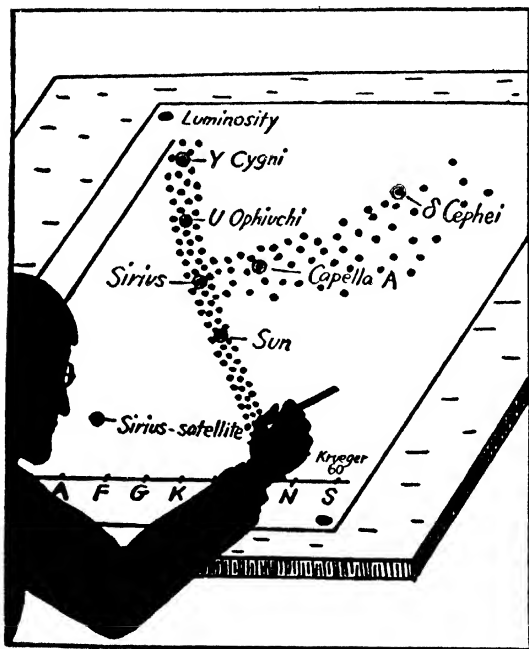 Luminosity
Y Cygni
δ Cephei
U Ophiuchi
Sirius
Capella A
Sun
Sirius-satellite
Krueger
60
A F G K N S